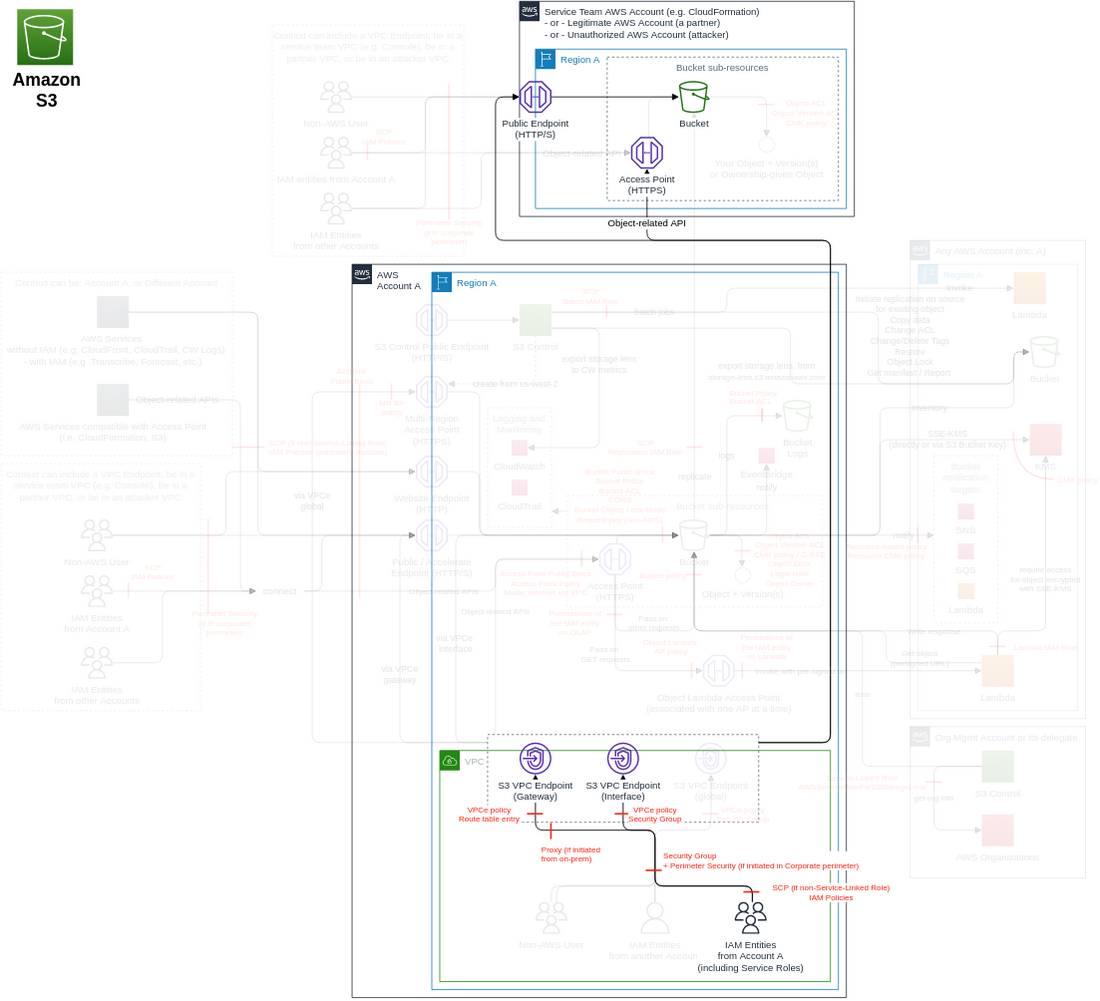 Amazon
S3
Service Team AWS Account (e.g. CloudFormation)
- or - Legitimate AWS Account (a partner)
- or - Unauthorized AWS Account (attacker)
aws
Region A
Bucket sub-resources
Public Endpoint
(HTTP/S)
Bucket
Object ACL
Object Version ACL
CMK policy
Access Point
(HTTPS)
Your Object + Version(s)
or Ownership-given Object
Object-related API
Object-related API
Context can include a VPC Endpoint, be in a
service team VPC (e.g. Console), be in a
partner VPC, or be in an attacker VPC
Non-AWS User
SCP
IAM Policies
IAM entities from Account A
IAM Entities
from other Accounts
Perimeter Security
(if in corporate
perimeter)
aws
AWS
Account A
Region A
S3 Control Public Endpoint
(HTTP/S)
S3 Control
SCP
Batch IAM Role
batch jobs
export storage lens
to CW metrics
export storage lens, from
storage-lens.s3.amazonaws.com
create from us-west-2
Multi-Region
Access Point
(HTTPS)
MR AP
policy
Account
Public Block
Logging and
Monitoring
CloudWatch
CloudTrail
Bucket Policy
Bucket ACL
Bucket
Logs
logs
EventBridge
notify
SCP
Replication IAM Role
replicate
Website Endpoint
(HTTP)
Bucket Public Block
Bucket Policy
Bucket ACL
CORS
Bucket Object Lock Mode
Requests pay (non-AWS)
Bucket sub-resources
Bucket
Public / Accelerate
Endpoint (HTTP/S)
Access Point Public Block
Access Point Policy
Access Point
(HTTPS)
Bucket policy
Object Version ACL
CMK policy / C-SSE
Object Lock
Legal Hold
Object Owner
Object + Version(s)
Object-related APIs
Object-related APIs
Permissions of
the IAM entity
on OLAP
Pass on
other requests
Pass on
GET requests
Object Lambda
AP policy
Permissions of
the IAM entity
on Lambda
Object Lambda Access Point
(associated with one AP at a time)
via VPCe
global
via VPCe
interface
via VPCe
gateway
Context can be: Account A, or Different Account
AWS Services
- without IAM (e.g. CloudFront, CloudTrail, CW Logs)
- with IAM (e.g. Transcribe, Forecast, etc.)
Object-related APIs
AWS Services compatible with Access Point
(i.e. CloudFormation, S3)
SCP (if non-Service-Linked Role)
Context can include a VPC Endpoint, be in a
service team VPC (e.g. Console), be in a
partner VPC, or be in an attacker VPC
Non-AWS User
SCP
IAM Policies
IAM Entities
from Account A
connect
Perimeter Security
(if in corporate
perimeter)
IAM Entities
from other Accounts
aws
Any AWS Account (inc. A)
Region A
invoke
Lambda
Initiate replication on source
for existing object
Copy data
Change ACL
Change/Delete Tags
Restore
Object Lock
Get manifest / Report
Bucket
inventory
SSE-KMS
(directly or via S3 Bucket Key)
KMS
CMK policy
Bucket
notification
targets
SNS
SQS
Lambda
notify
Resource-based policy
Resource CMK policy
require access
for object encrypted
with SSE-KMS
Write response
Lambda IAM Role
Get object
(presigned URL)
Invoke with pre-signed url
Lambda
lens
aws
Org Mgmt Account or its delegate
S3 Control
Service-Linked Role
get org info
AWS Organizations
VPC
S3 VPC Endpoint
(Gateway)
S3 VPC Endpoint
(Interface)
S3 VPC Endpoint
(global)
VPCe policy
Route table entry
VPCe policy
Security Group
VPCe policy
Proxy (if initiated
from on-prem)
Security Group
+ Perimeter Security (if initiated in Corporate perimeter)
SCP (if non-Service-Linked Role)
IAM Policies
Non-AWS User
IAM Entities
from another Account
IAM Entities
from Account A
(including Service Roles)